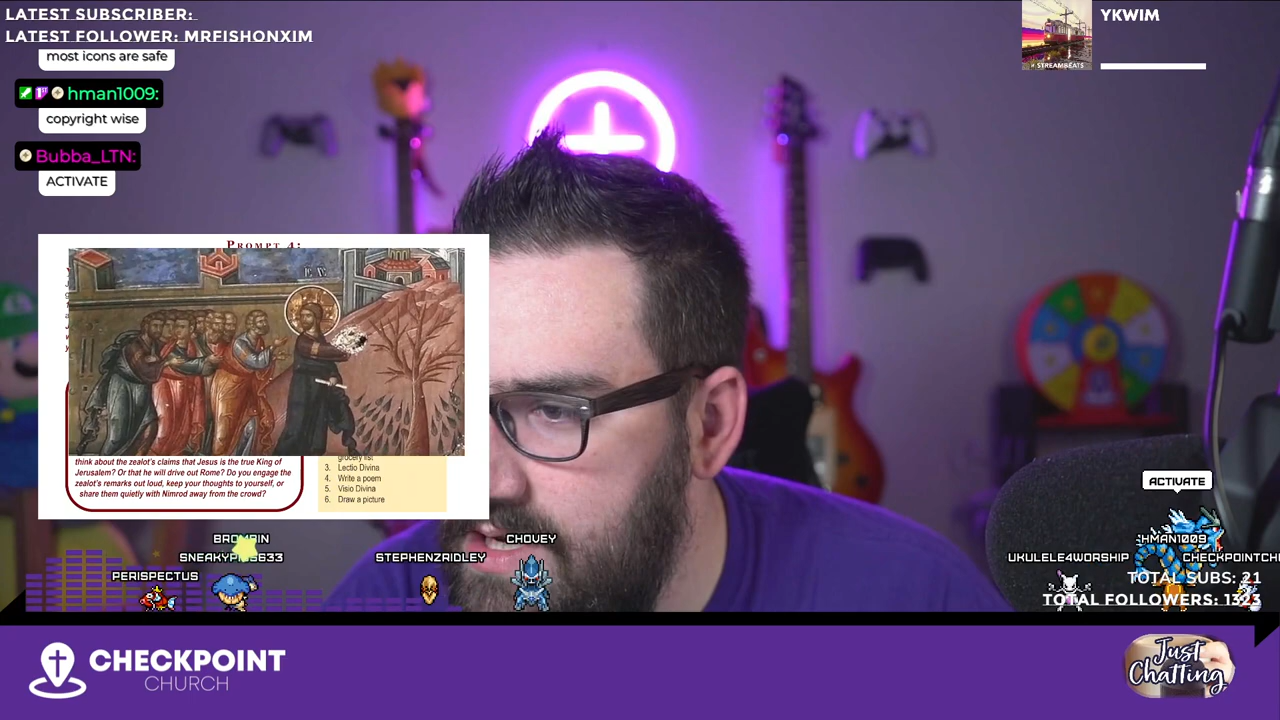 LATEST SUBSCRIBER:
LATEST FOLLOWER: MRFISHONXIM
most icons are safe
hman1009:
copyright wise
Bubba_LTN:
ACTIVATE
STREAMBEATS
YKWIM
PROMPT 4:
think about the zealot's claims that Jesus is the true King of
Jerusalem? Or that he will drive out Rome? Do you engage the
zealot's remarks out loud, keep your thoughts to yourself, or
share them quietly with Nimrod away from the crowd?
grocery list
3. Lectio Divina
4. Write a poem
5. Visio Divina
6. Draw a picture
ACTIVATE
CHOVEY
HMAN1009
STEPHENZRIDLEY
UKULELE4WORSHIP
CHECKPOINTCH
PERISPECTUS
TOTAL SUBS: 21
TOTAL FOLLOWERS: 1323
CHECKPOINT
CHURCH
Just
Chatting